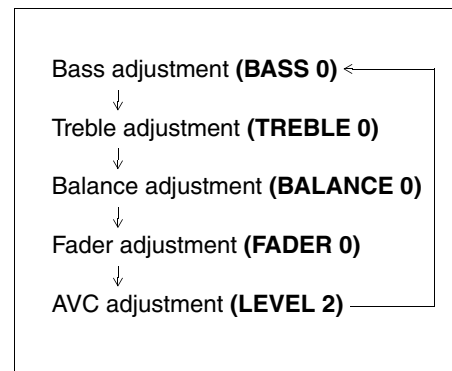 Bass adjustment (BASS 0)
Treble adjustment (TREBLE 0)
Balance adjustment (BALANCE 0)
Fader adjustment (FADER 0)
AVC adjustment (LEVEL 2)